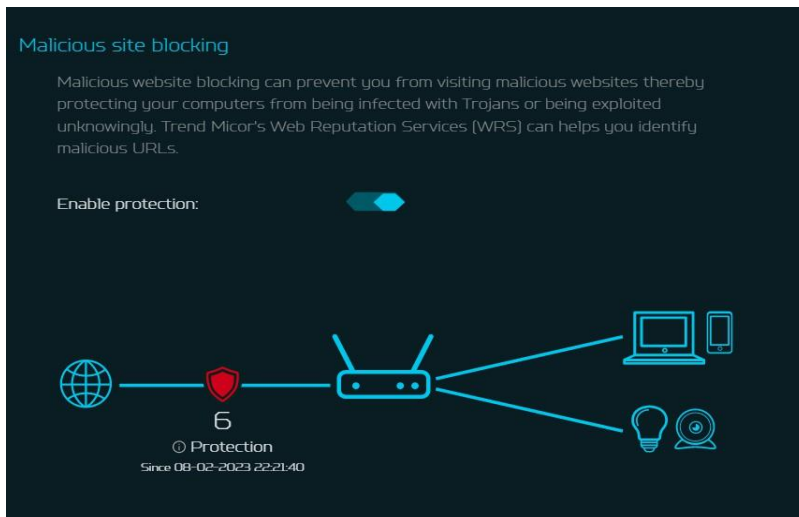 Malicious site blocking
Malicious website blocking can prevent you from visiting malicious websites thereby
protecting your computers from being infected with Trojans or being exploited
unknowingly. Trend Micor's Web Reputation Services (WRS) can helps you identify
malicious URLs.
Enable protection:
6
Protection
Since 08-02-2023 22:21:40